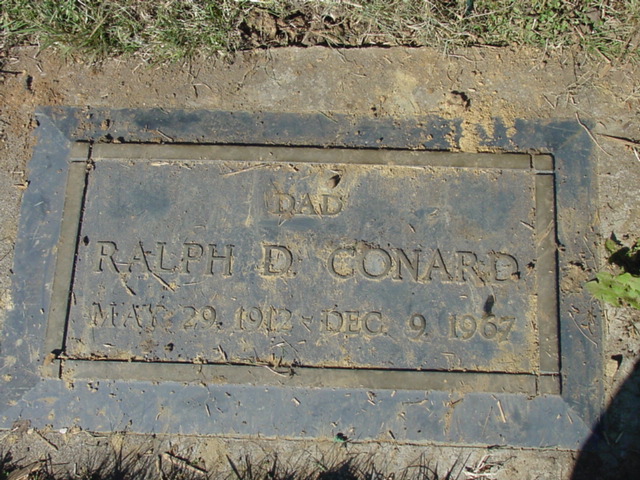 DAD
RALPH D. CONARD
MAY 29, 1912 - DEC. 9, 1967